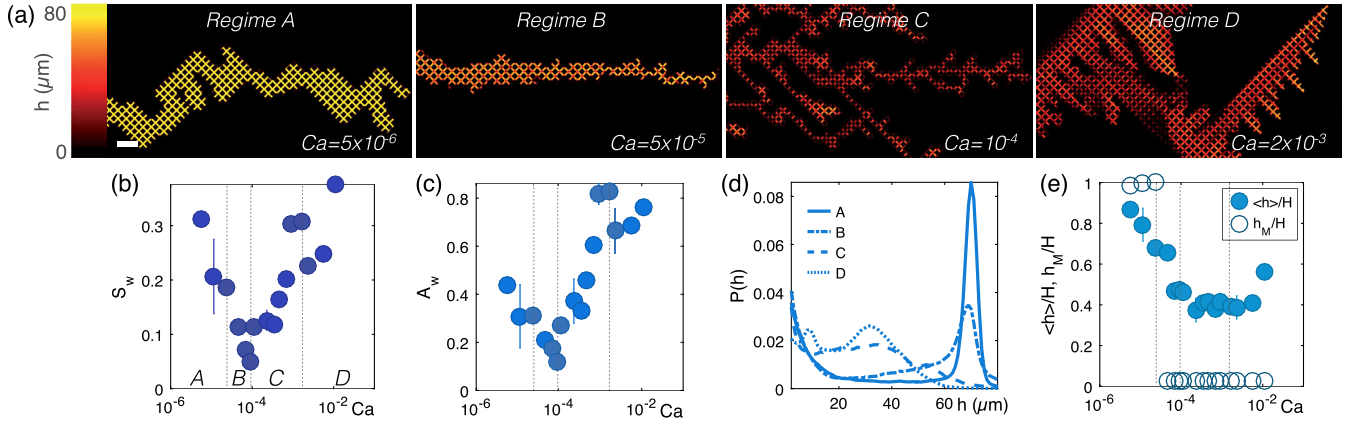 (a)
80
h (µm)
0
Regime A
Ca=5x10-6
Regime B
Ca=5x10-5
Regime C
Ca=10-4
Regime D
Ca=2x10-3
(b)
Sw
0.3
0.2
0.1
0
A B C D
10-6 10-4 10-2 Ca
(c)
Aw
0.8
0.6
0.4
0.2
0
10-6 10-4 10-2 Ca
(d)
P(h)
0.08
0.06
0.04
0.02
0
A
B
C
D
20 40 60 h (µm)
(e)
<h>/H, hM/H
1
0.8
0.6
0.4
0.2
0
<h>/H
hM/H
10-6 10-4 10-2 Ca